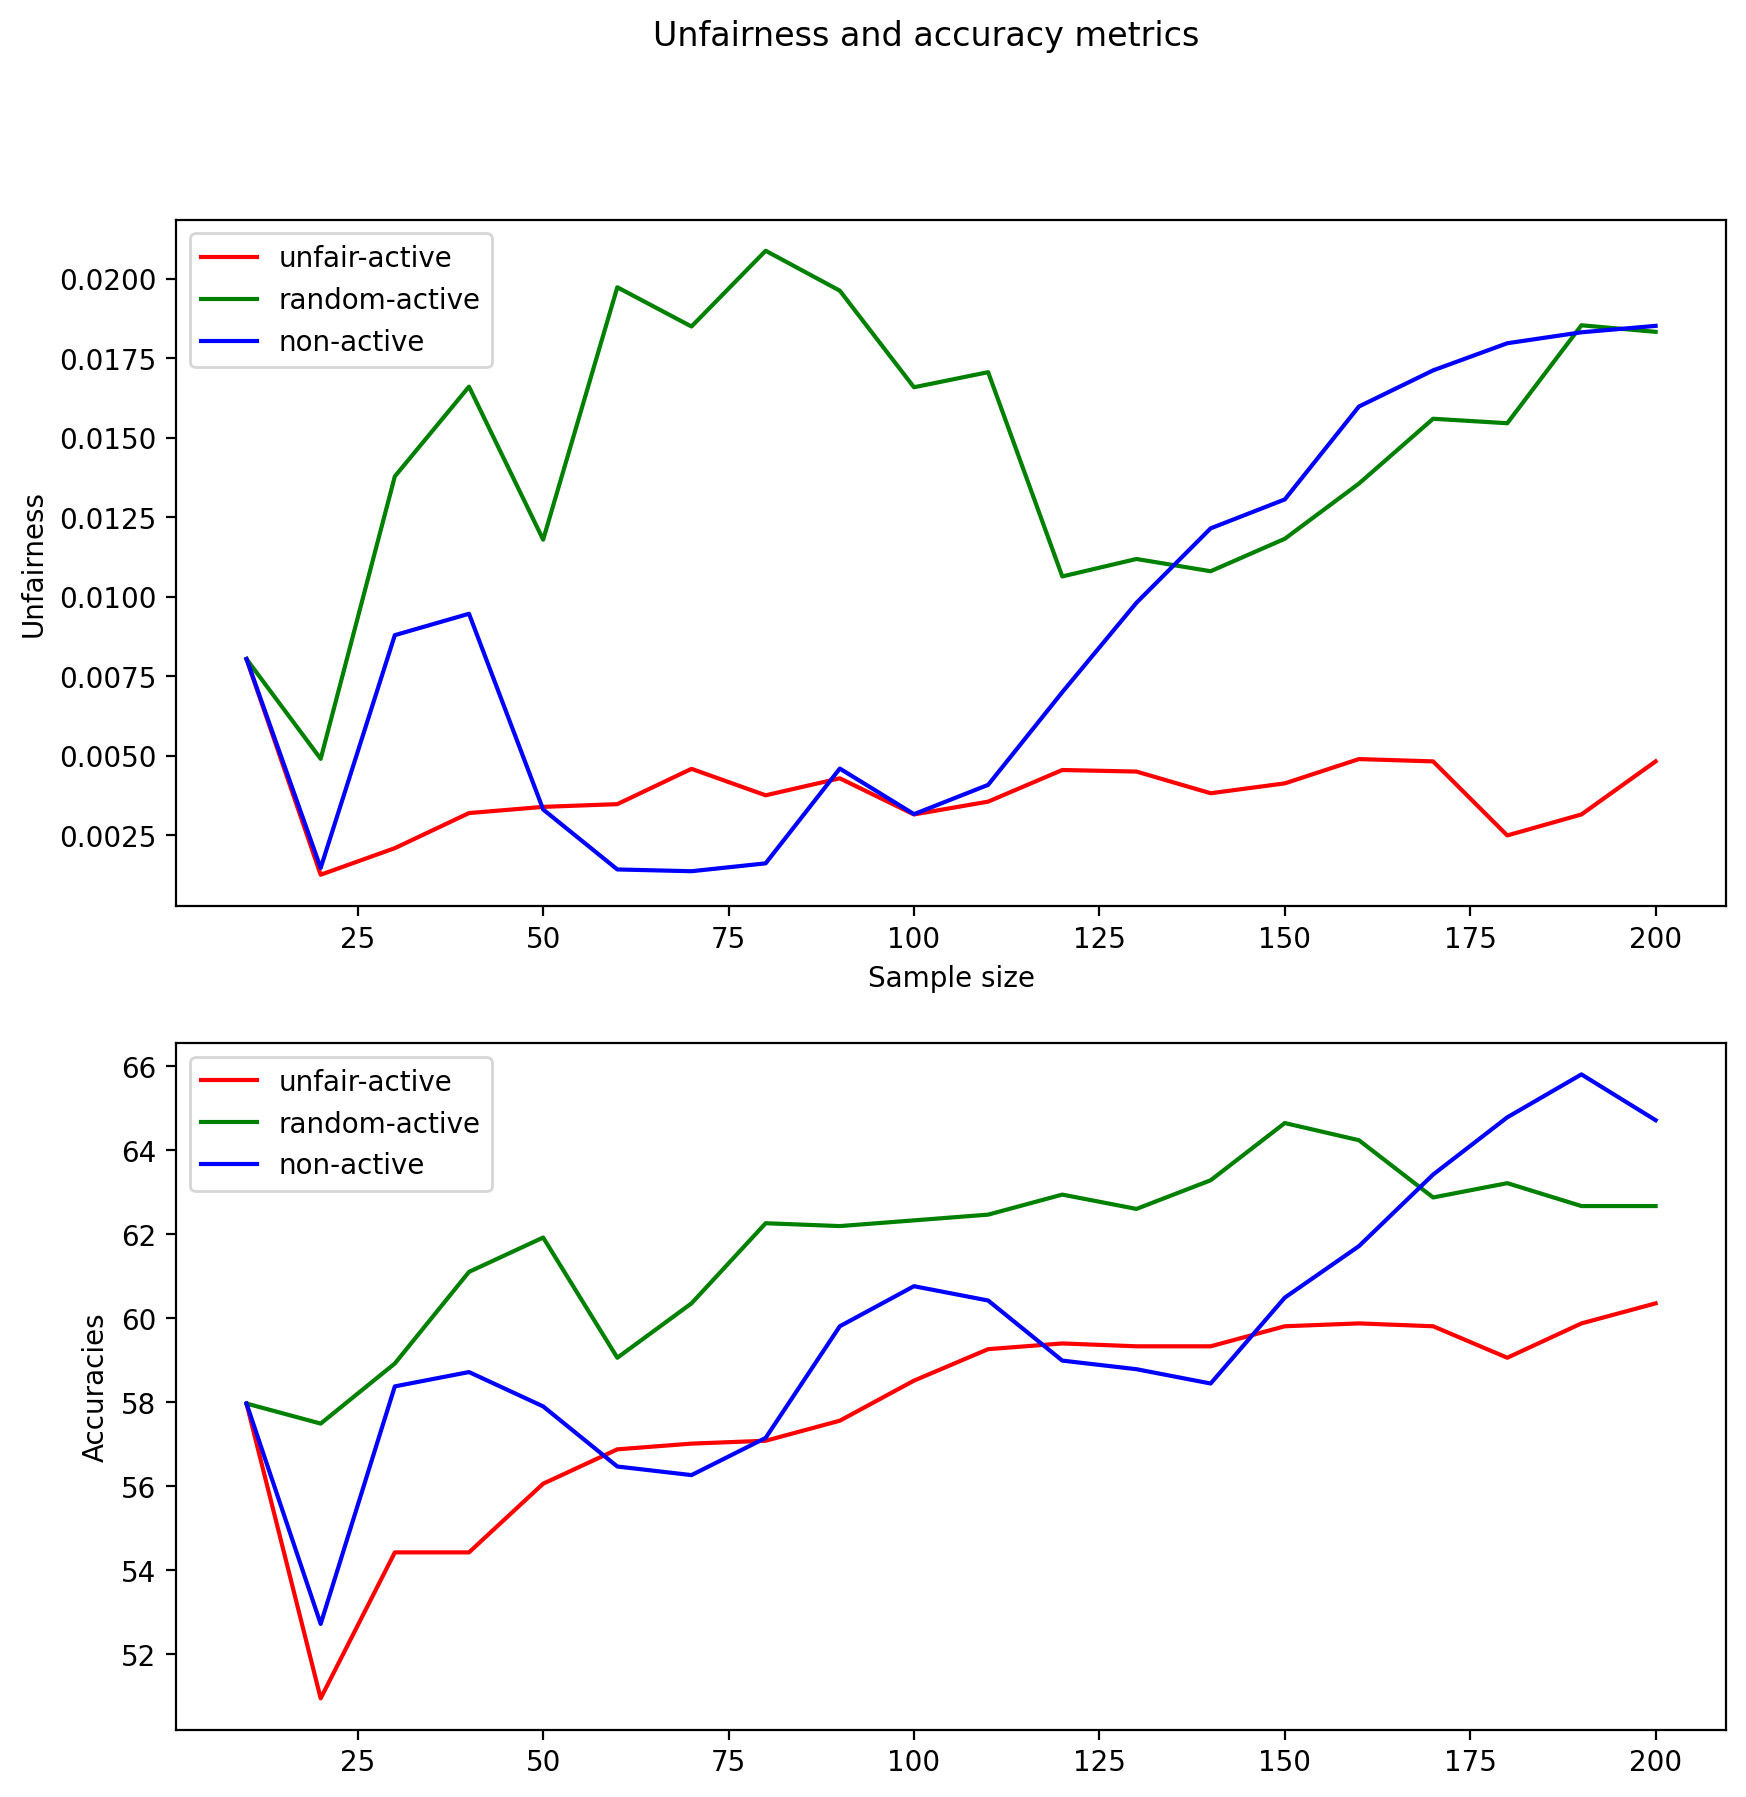 Unfairness and accuracy metrics
unfair-active
random-active
non-active
0.0200
0.0175
0.0150
0.0125
0.0100
0.0075
0.0050
0.0025
Unfairness
25 50 75 100 125 150 175 200
Sample size
unfair-active
random-active
non-active
66
64
62
60
58
56
54
52
Accuracies
25 50 75 100 125 150 175 200